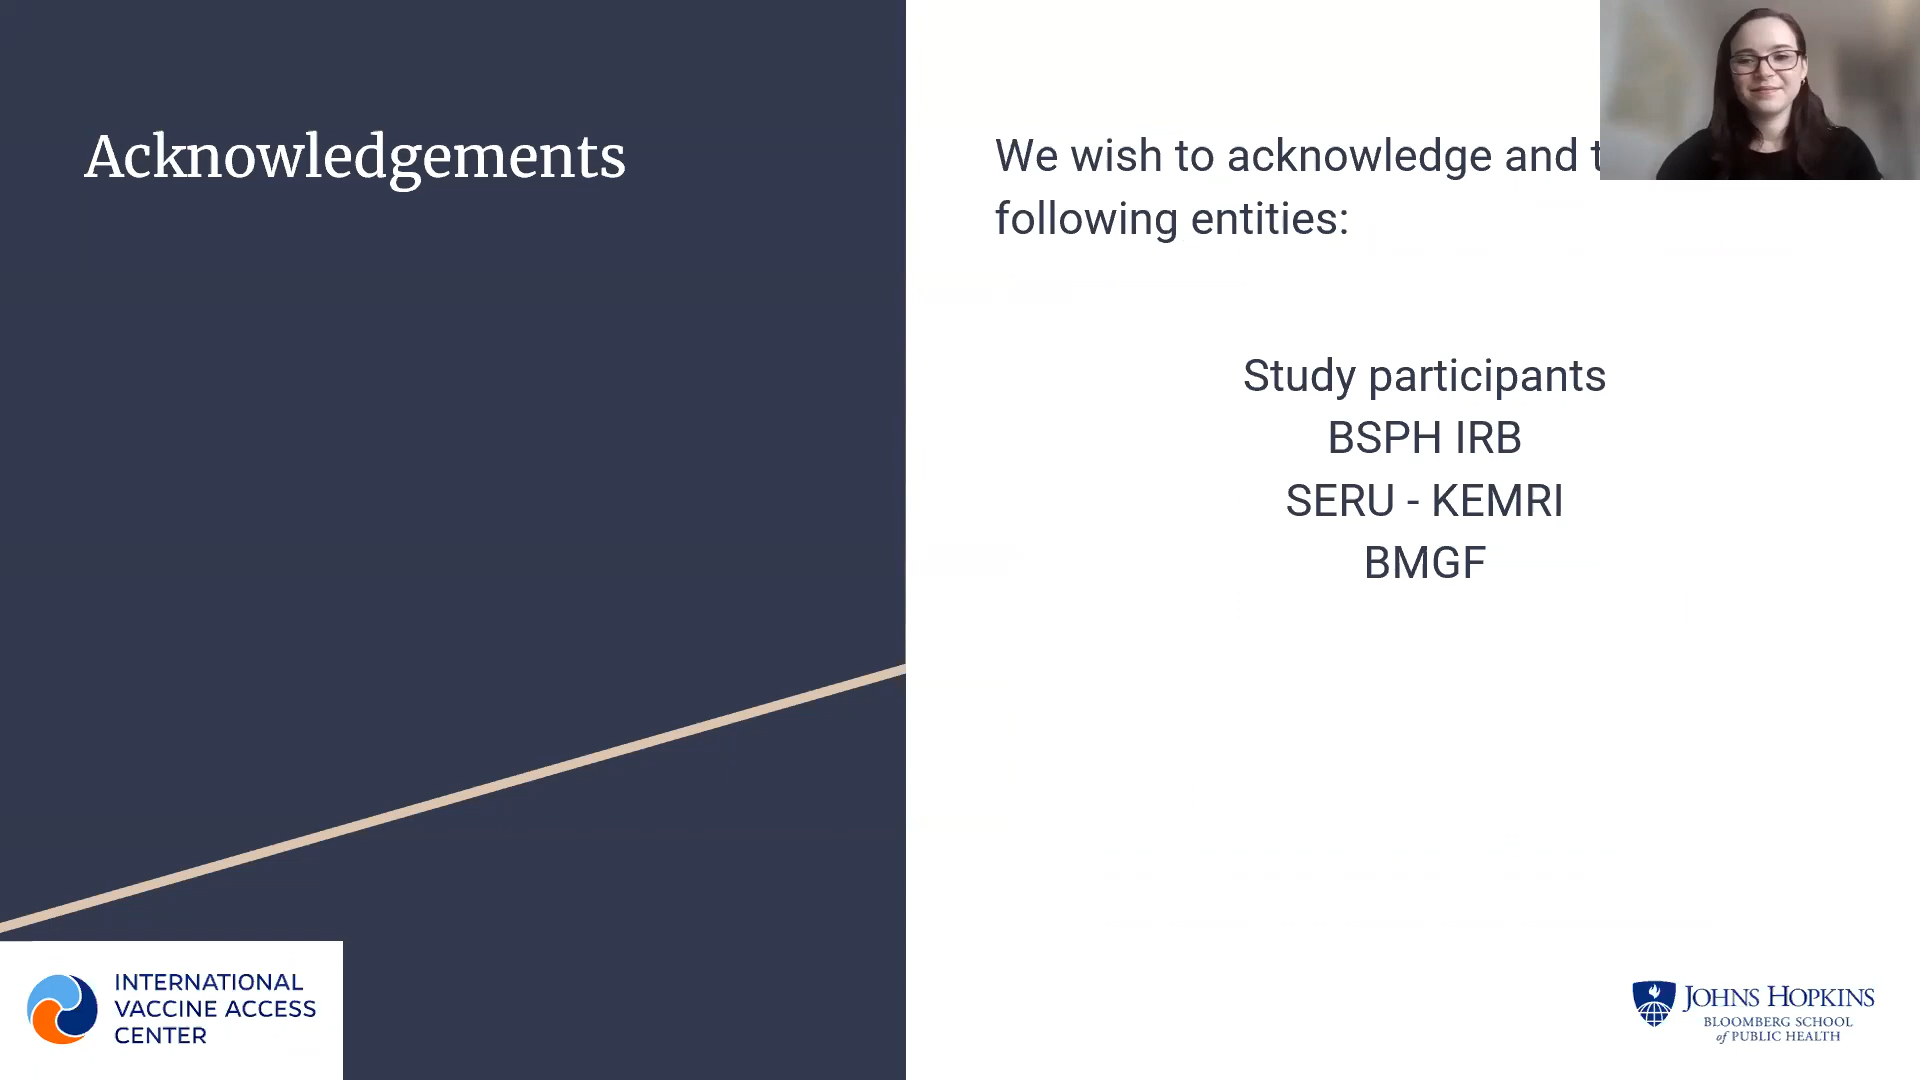 Acknowledgements
We wish to acknowledge and
following entities:
Study participants
BSPH IRB
SERU - KEMRI
BMGF
INTERNATIONAL
VACCINE ACCESS
CENTER
JOHNS HOPKINS
BLOOMBERG SCHOOL
of PUBLIC HEALTH